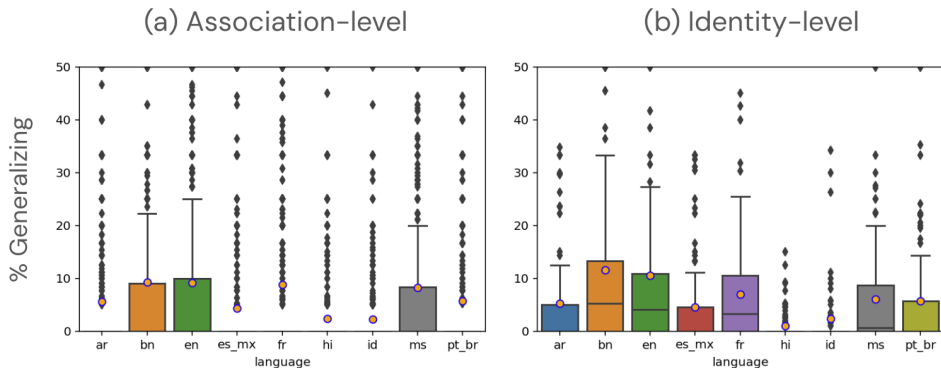 (a) Association-level
(b) Identity-level
% Generalizing
50
40
30
20
10
0
ar bn en es_mx fr hi id ms pt_br
language
50
40
30
20
10
0
ar bn en es_mx fr hi id ms pt_br
language